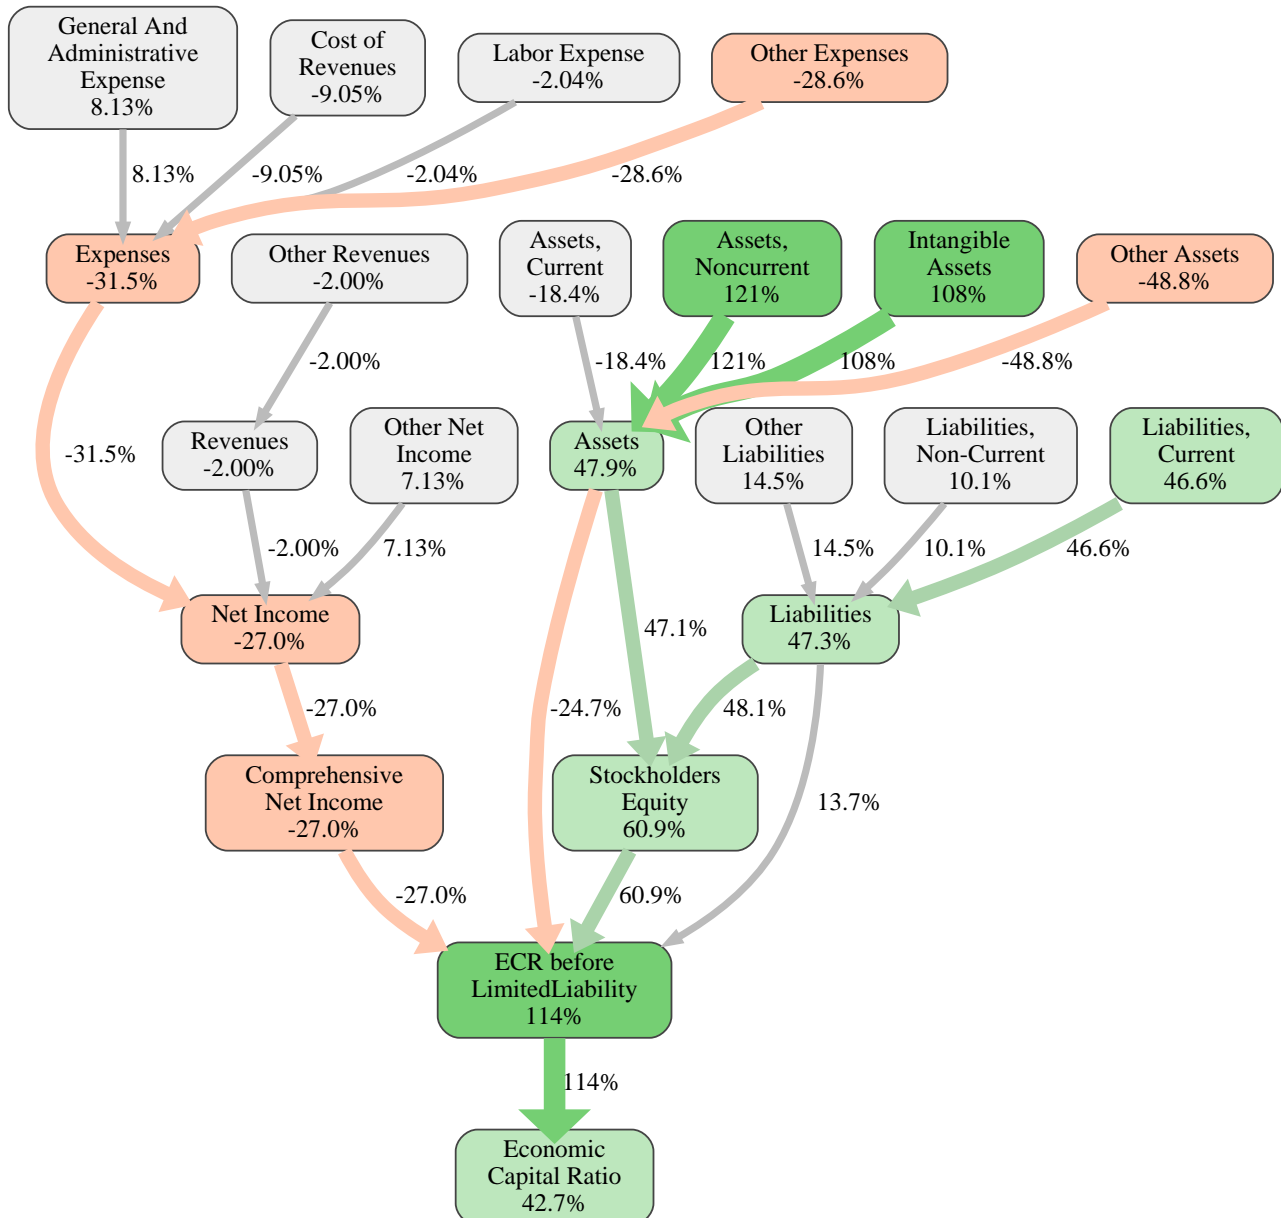 General And
Administrative
Expense
8.13%
Cost of
Revenues
-9.05%
Labor Expense
-2.04%
Other Expenses
-28.6%
8.13%
-9.05%
-2.04%
-28.6%
Expenses
-31.5%
Other Revenues
-2.00%
Assets,
Current
-18.4%
Assets,
Noncurrent
121%
Intangible
Assets
108%
Other Assets
-48.8%
-2.00%
-18.4%
121%
108%
-48.8%
-31.5%
Revenues
-2.00%
Other Net
Income
7.13%
Assets
47.9%
Other
Liabilities
14.5%
Liabilities,
Non-Current
10.1%
Liabilities,
Current
46.6%
-2.00%
7.13%
14.5%
10.1%
46.6%
Net Income
-27.0%
47.1%
Liabilities
47.3%
-27.0%
-24.7%
48.1%
Comprehensive
Net Income
-27.0%
Stockholders
Equity
60.9%
13.7%
-27.0%
60.9%
ECR before
LimitedLiability
114%
114%
Economic
Capital Ratio
42.7%